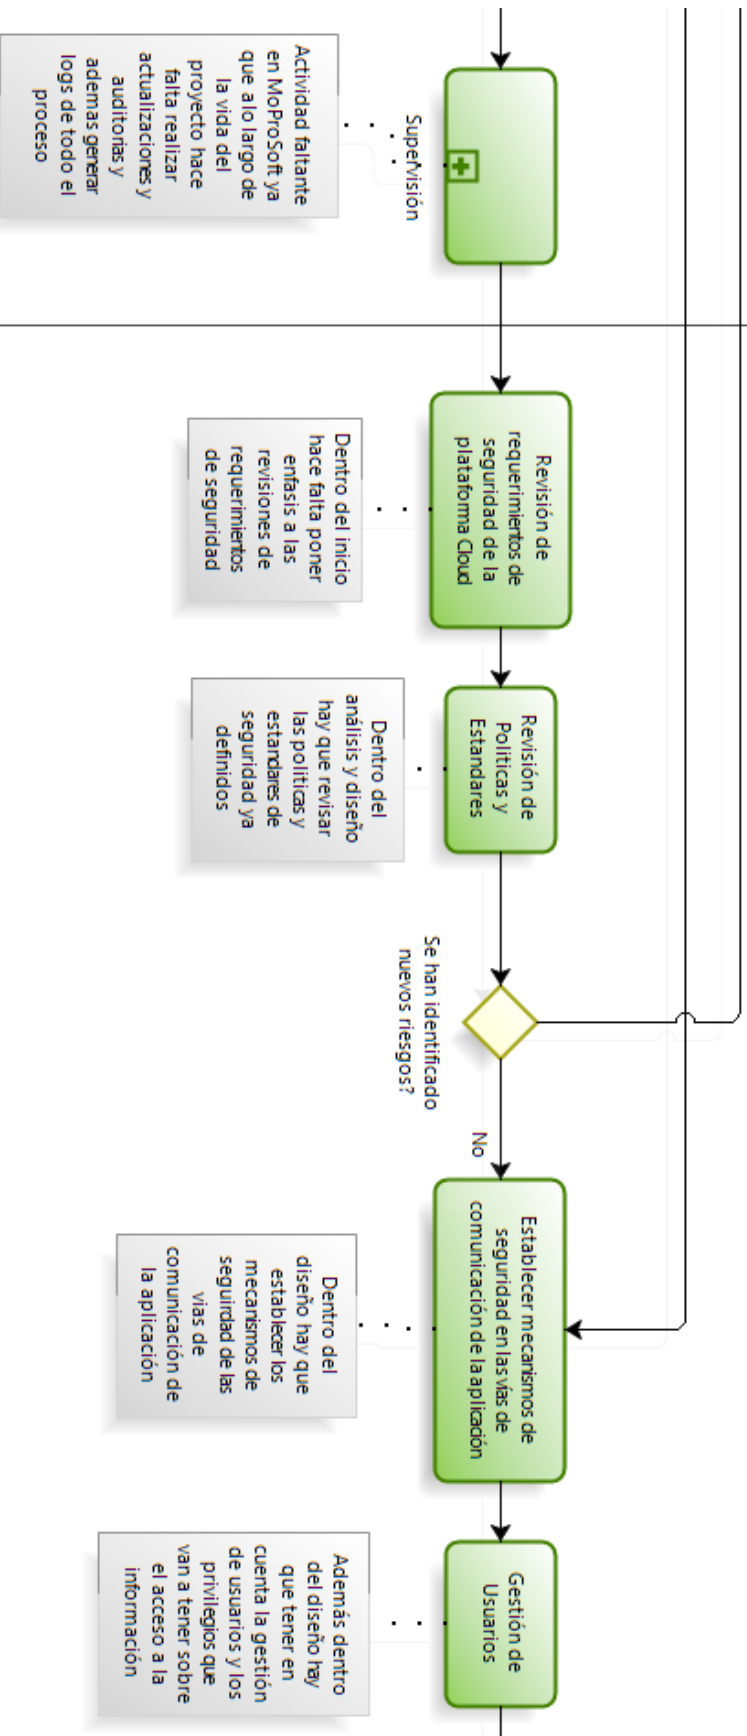 Supervisión
Actividad faltante
en MoProSoft ya
que a lo largo de
la vida del
proyecto hace
falta realizar
actualizaciones y
auditorias y
ademas generar
logs de todo el
proceso
Revisión de
requerimientos de
seguridad de la
plataforma Cloud
Dentro del inicio
hace falta poner
enfasis a las
revisiones de
requerimientos
de seguridad
Revisión de
Politicas y
Estandares
Dentro del
análisis y diseño
hay que revisar
las politicas y
estandares de
seguridad ya
definidos
Se han identificado
nuevos riesgos?
No
Establecer mecanismos de
seguridad en las vías de
comunicación de la aplicación
Dentro del
diseño hay que
establecer los
mecanismos de
seguirdad de las
vias de
comunicación de
la aplicación
Gestión de
Usuarios
Además dentro
del diseño hay
que tener en
cuenta la gestión
de usuarios y los
privilegios que
van a tener sobre
el acceso a la
información